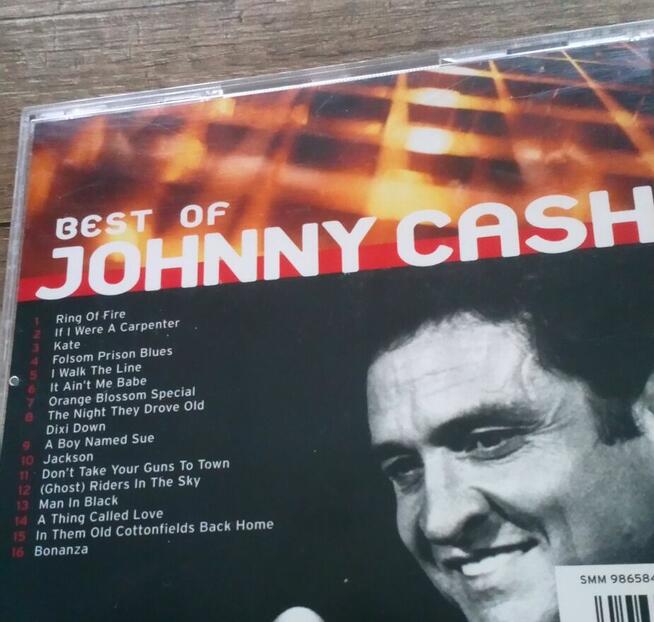 BEST OF
JOHNNY CASH
1 Ring Of Fire
2 If I Were A Carpenter
3 Kate
4 Folsom Prison Blues
5 I Walk The Line
6 It Ain't Me Babe
7 Orange Blossom Special
8 The Night They Drove Old
Dixi Down
9 A Boy Named Sue
10 Jackson
11 Don't Take Your Guns To Town
12 (Ghost) Riders In The Sky
13 Man In Black
14 A Thing Called Love
15 In Them Old Cottonfields Back Home
16 Bonanza
SMM 98658